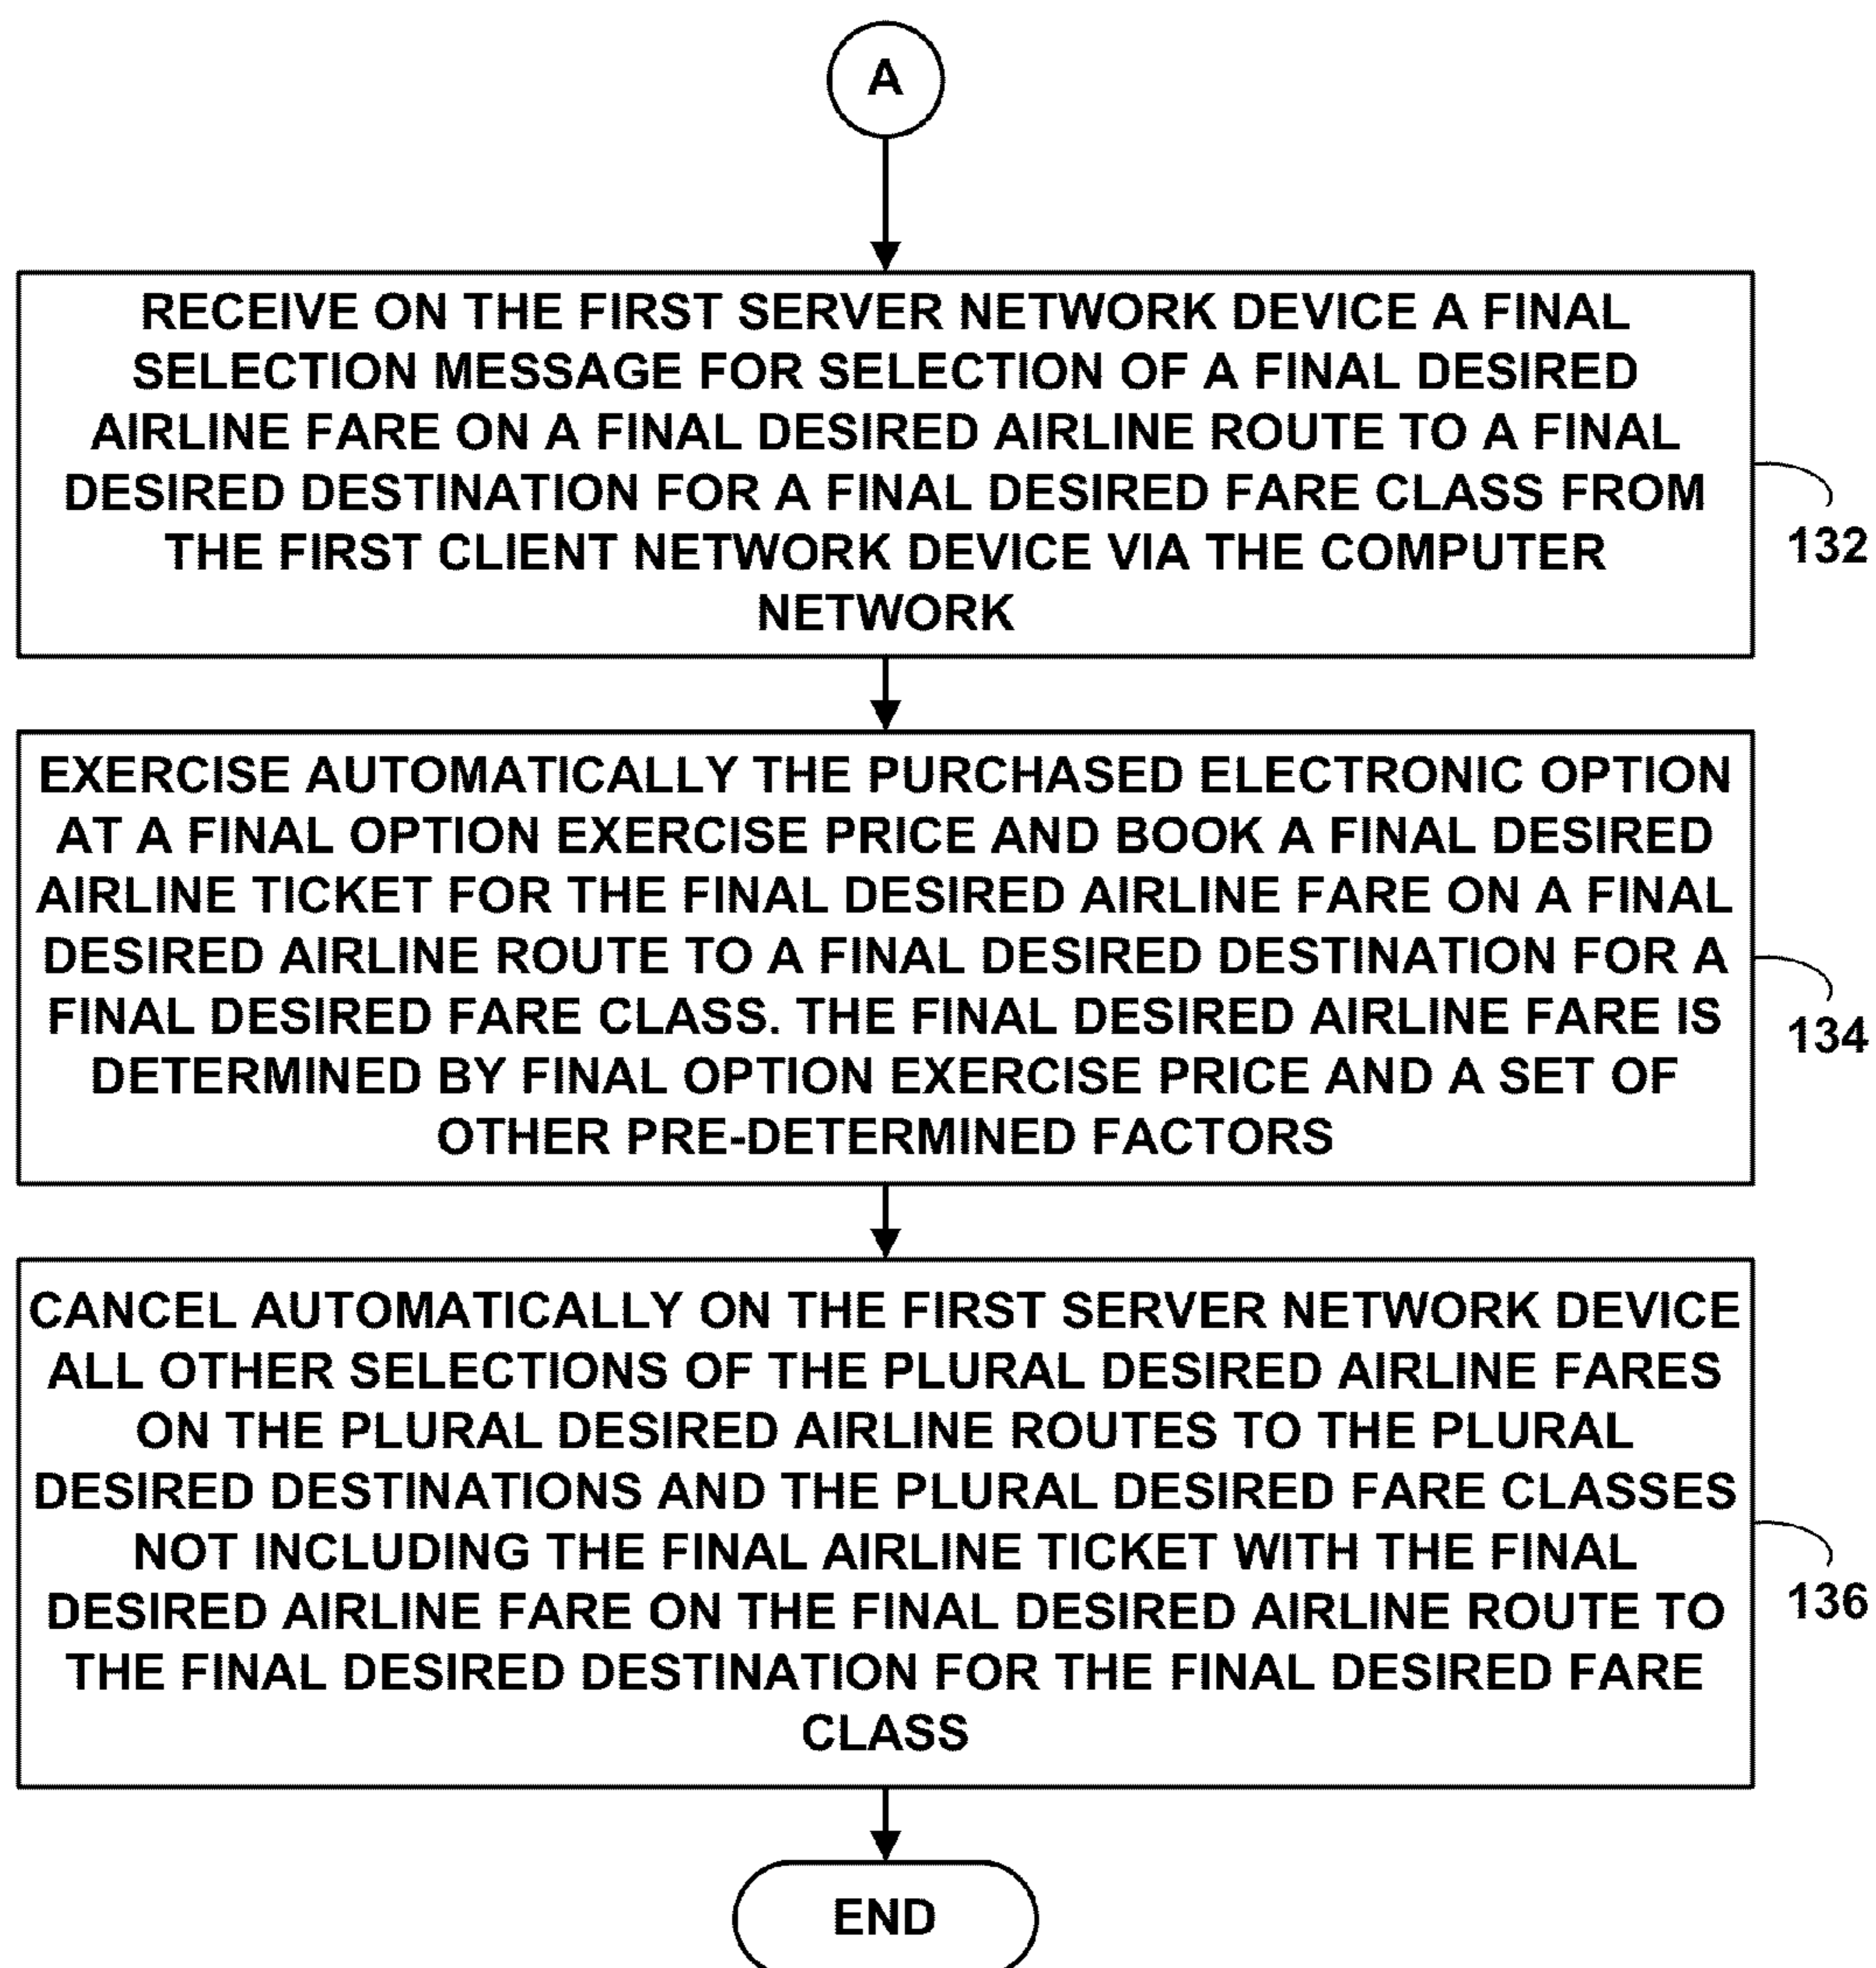 A
RECEIVE ON THE FIRST SERVER NETWORK DEVICE A FINAL
SELECTION MESSAGE FOR SELECTION OF A FINAL DESIRED
AIRLINE FARE ON A FINAL DESIRED AIRLINE ROUTE TO A FINAL
DESIRED DESTINATION FOR A FINAL DESIRED FARE CLASS FROM
THE FIRST CLIENT NETWORK DEVICE VIA THE COMPUTER
NETWORK
132
EXERCISE AUTOMATICALLY THE PURCHASED ELECTRONIC OPTION
AT A FINAL OPTION EXERCISE PRICE AND BOOK A FINAL DESIRED
AIRLINE TICKET FOR THE FINAL DESIRED AIRLINE FARE ON A FINAL
DESIRED AIRLINE ROUTE TO A FINAL DESIRED DESTINATION FOR A
FINAL DESIRED FARE CLASS. THE FINAL DESIRED AIRLINE FARE IS
DETERMINED BY FINAL OPTION EXERCISE PRICE AND A SET OF
OTHER PRE-DETERMINED FACTORS
134
CANCEL AUTOMATICALLY ON THE FIRST SERVER NETWORK DEVICE
ALL OTHER SELECTIONS OF THE PLURAL DESIRED AIRLINE FARES
ON THE PLURAL DESIRED AIRLINE ROUTES TO THE PLURAL
DESIRED DESTINATIONS AND THE PLURAL DESIRED FARE CLASSES
NOT INCLUDING THE FINAL AIRLINE TICKET WITH THE FINAL
DESIRED AIRLINE FARE ON THE FINAL DESIRED AIRLINE ROUTE TO
THE FINAL DESIRED DESTINATION FOR THE FINAL DESIRED FARE
CLASS
136
END